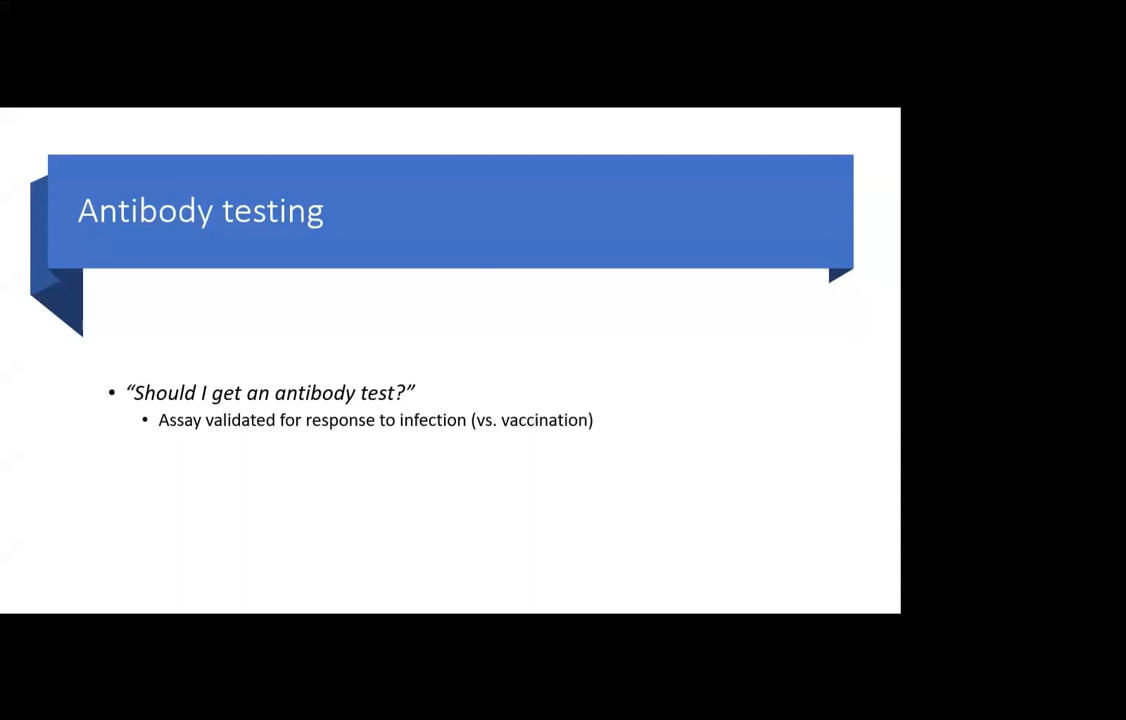 Antibody testing
• “Should I get an antibody test?”
• Assay validated for response to infection (vs. vaccination)